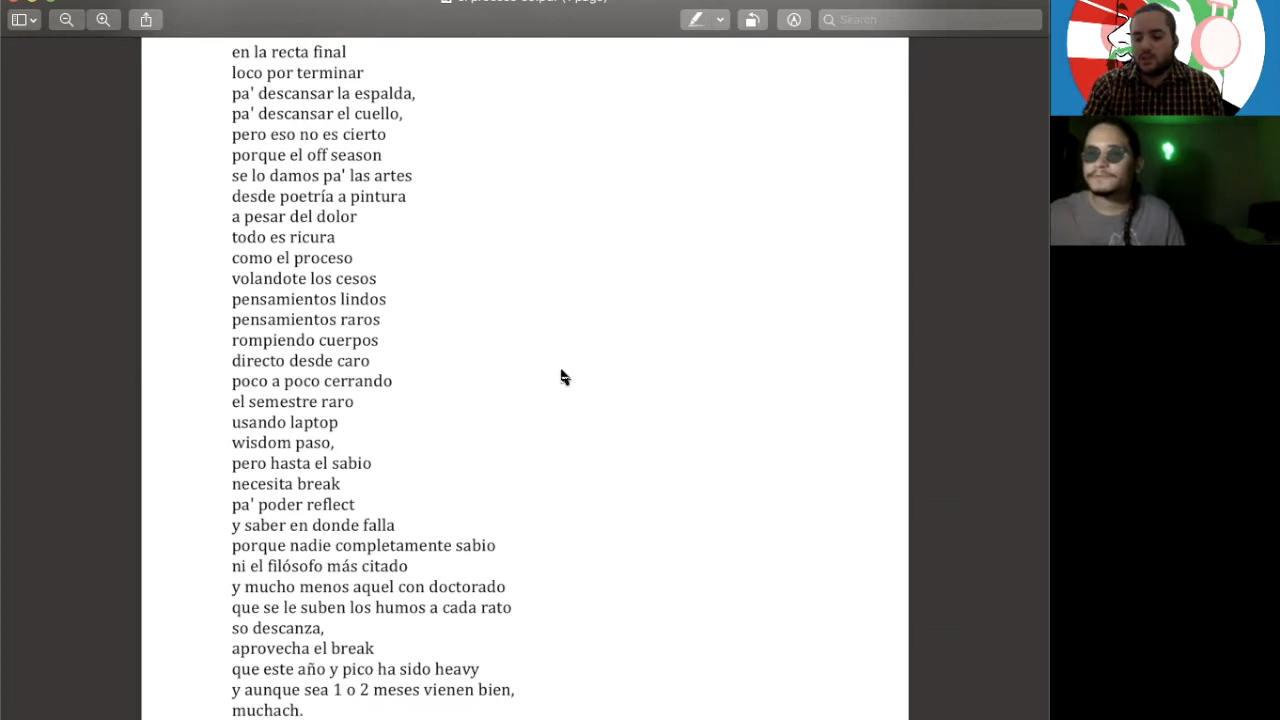 Search
en la recta final
loco por terminar
pa' descansar la espalda,
pa' descansar el cuello,
pero eso no es cierto
porque el off season
se lo damos pa' las artes
desde poetría a pintura
a pesar del dolor
todo es ricura
como el proceso
volandote los cesos
pensamientos lindos
pensamientos raros
rompiendo cuerpos
directo desde caro
poco a poco cerrando
el semestre raro
usando laptop
wisdom paso,
pero hasta el sabio
necesita break
pa' poder reflect
y saber en donde falla
porque nadie completamente sabio
ni el filósofo más citado
y mucho menos aquel con doctorado
que se le suben los humos a cada rato
so descanza,
aprovecha el break
que este año y pico ha sido heavy
y aunque sea 1 o 2 meses vienen bien,
muchach.